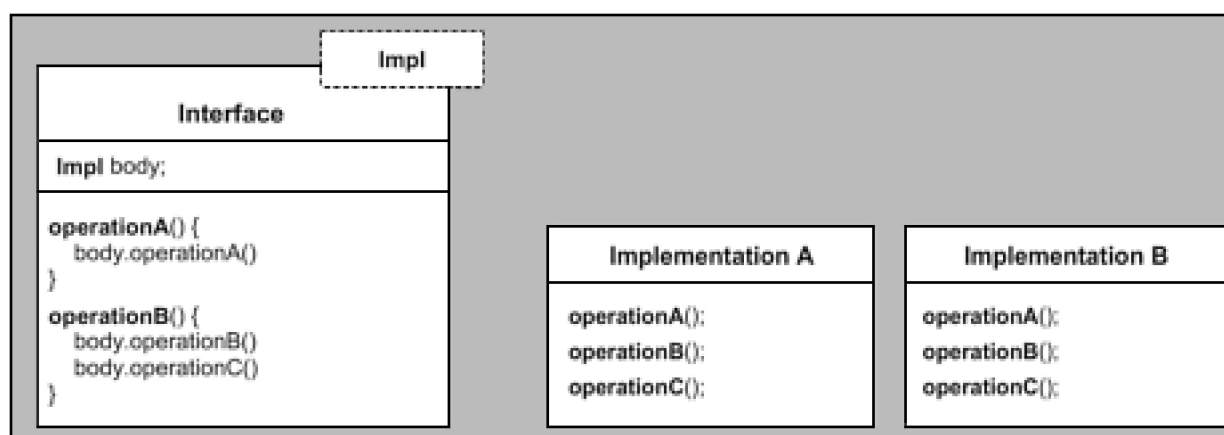 Impl
Interface
Impl body;
operationA() {
body.operationA()
}
operationB() {
body.operationB()
body.operationC()
}
Implementation A
operationA();
operationB();
operationC();
Implementation B
operationA();
operationB();
operationC();